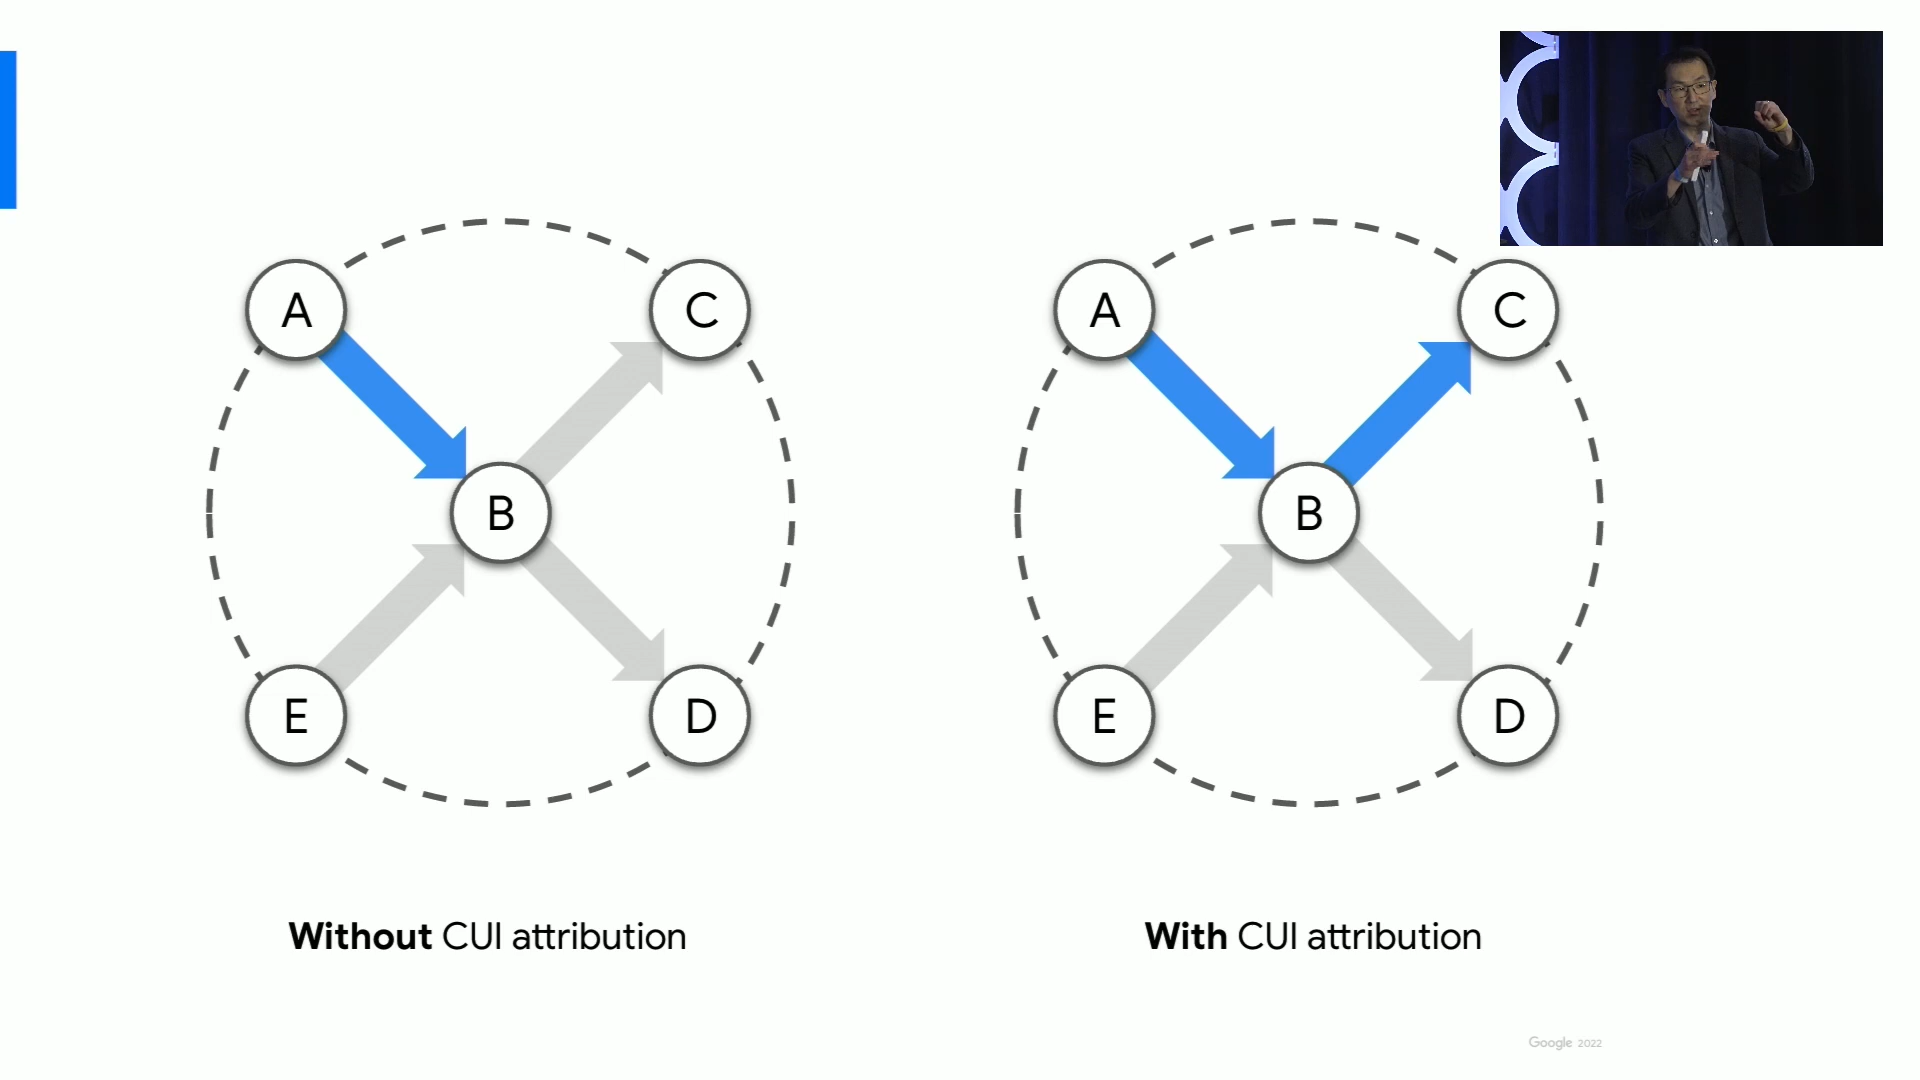 A
C
B
E
D
Without CUI attribution
A
C
B
E
D
With CUI attribution
Google 2022